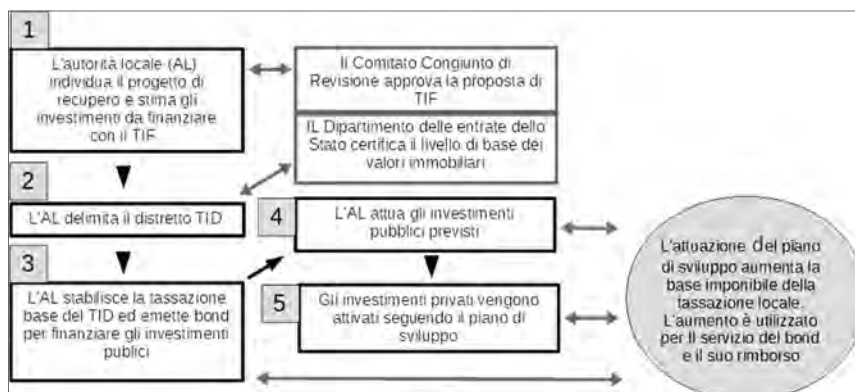 1
L'autorità locale (AL)
individua il progetto di
recupero e stima gli
investimenti da finanziare
con il TIF
Il Comitato Congiunto di
Revisione approva la proposta di
TIF
IL Dipartimento delle entrate dello
Stato certifica il livello di base dei
valori immobiliari
2
L'AL delimita il distretto TID
3
L'AL stabilisce la tassazione
base del TID ed emette bond
per finanziare gli investimenti
publici
4
L'AL attua gli investimenti
pubblici previsti
5
Gli investimenti privati vengono
attivati seguendo il piano di
sviluppo
L'attuazione del piano
di sviluppo aumenta la
base imponibile della
tassazione locale.
L'aumento è utilizzato
per il servizio del bond
e il suo rimborso